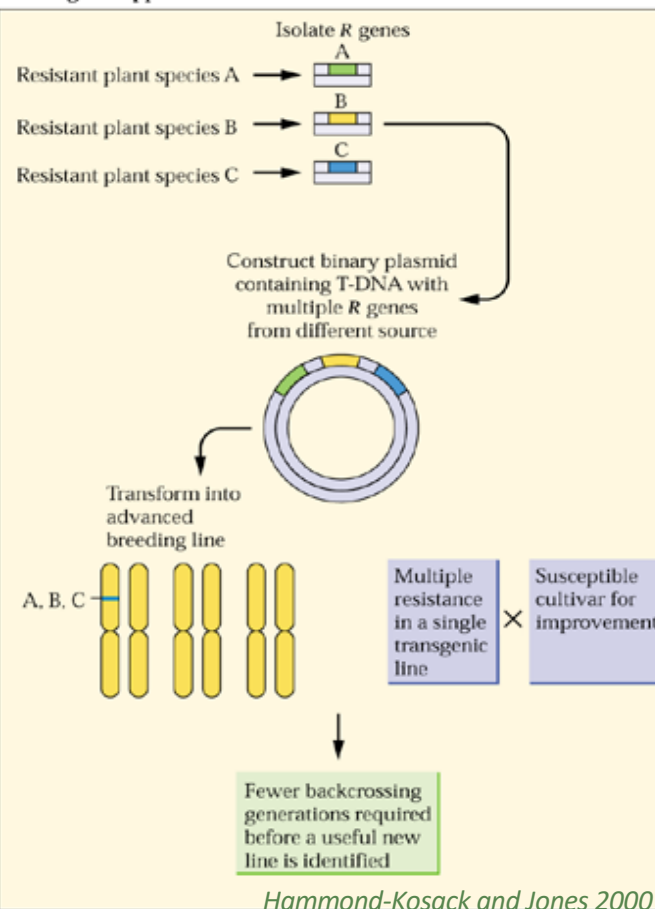 Isolate R genes
A
Resistant plant species A
B
Resistant plant species B
C
Resistant plant species C
Construct binary plasmid
containing T-DNA with
multiple R genes
from different source
Transform into
advanced
breeding line
A, B, C
Multiple
resistance
in a single
transgenic
line
×
Susceptible
cultivar for
improvement
Fewer backcrossing
generations required
before a useful new
line is identified
Hammond-Kosack and Jones 2000